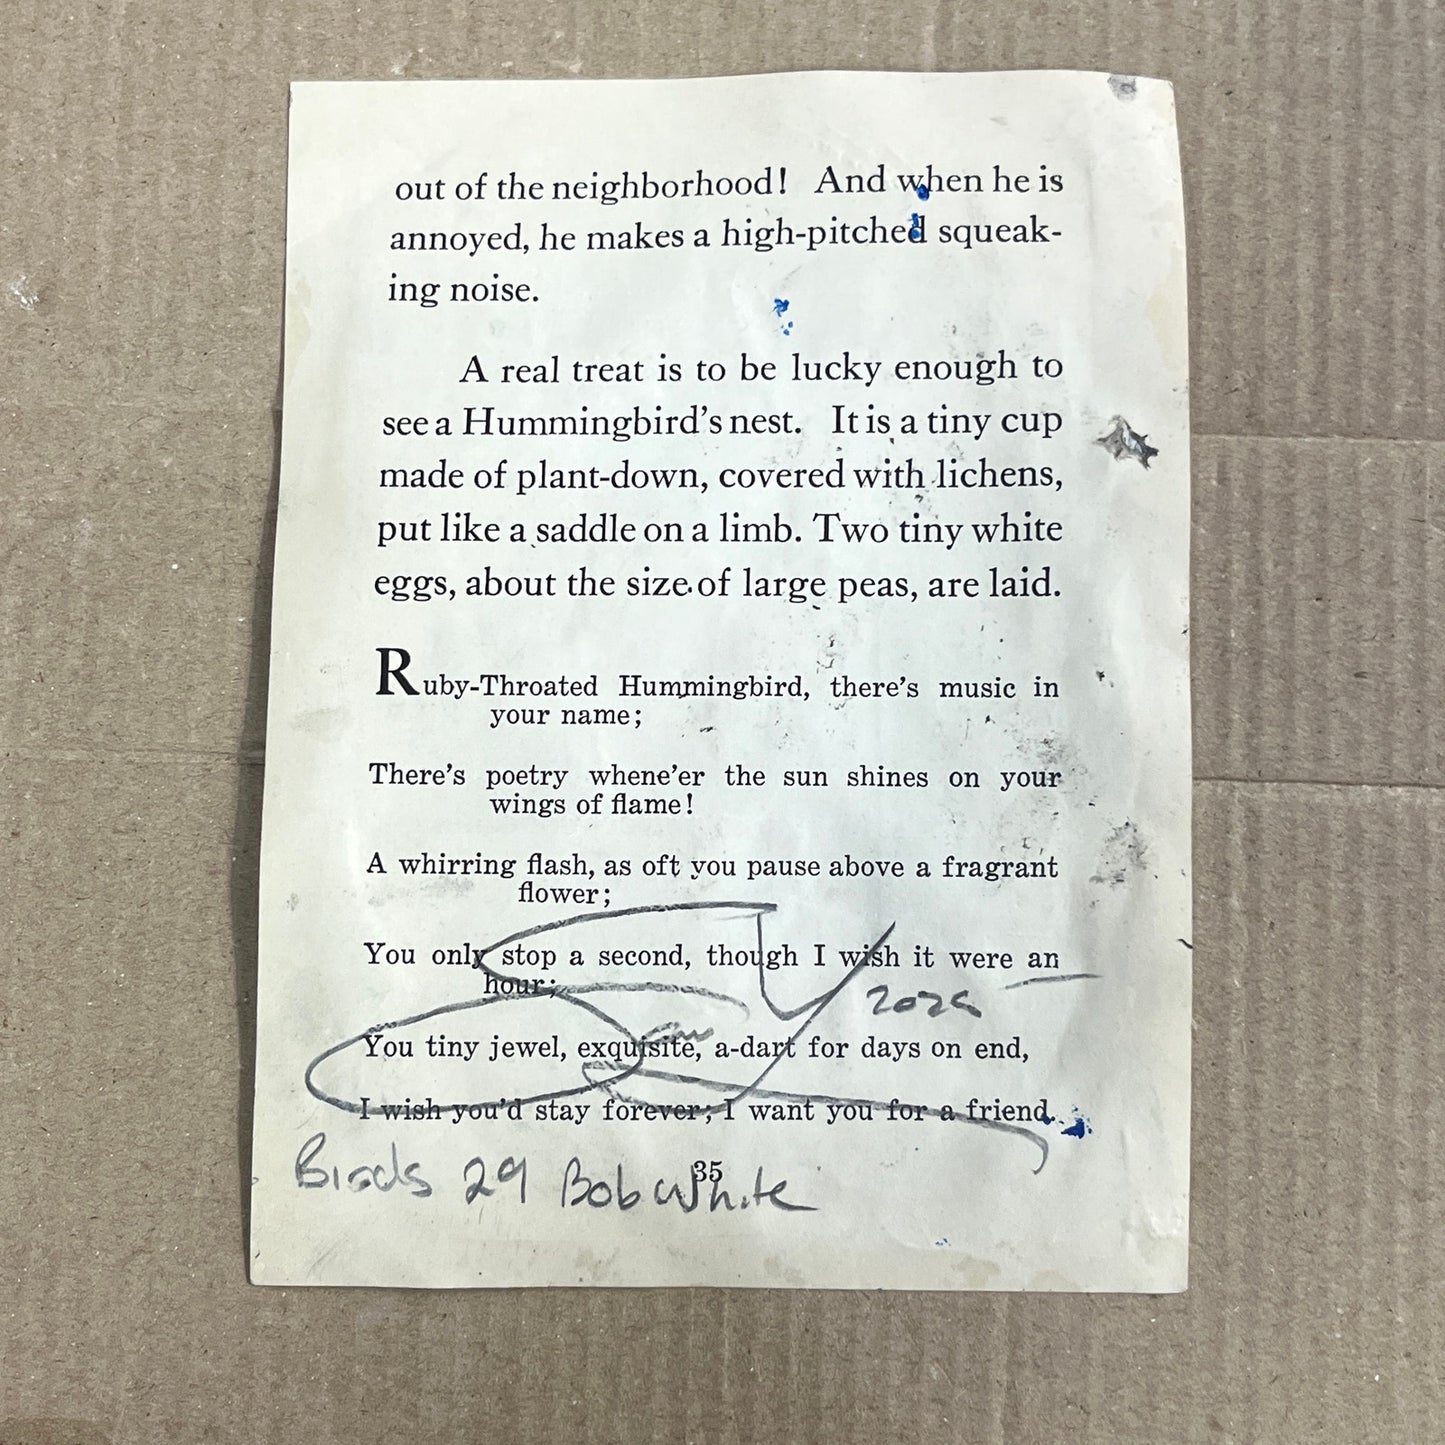 out of the neighborhood! And when he is
annoyed, he makes a high-pitched squeak-
ing noise.
A real treat is to be lucky enough to
see a Hummingbird's nest. It is a tiny cup
made of plant-down, covered with lichens,
put like a saddle on a limb. Two tiny white
eggs, about the size of large peas, are laid.
Ruby-Throated Hummingbird, there's music in
your name;
There's poetry whene'er the sun shines on your
wings of flame!
A whirring flash, as oft you pause above a fragrant
flower;
You only stop a second, though I wish it were an
hour;
2025
You tiny jewel, exquisite, a-dart for days on end,
I wish you'd stay forever; I want you for a friend.
35
Birds 29 Bob White